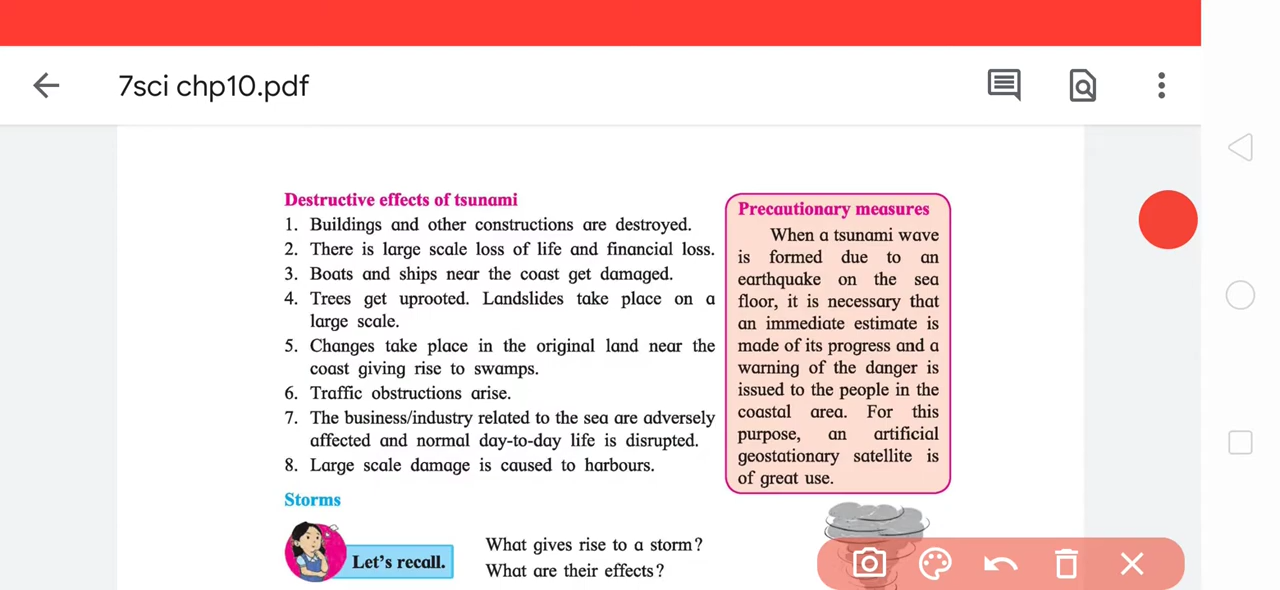 7sci chp10.pdf
Destructive effects of tsunami
1. Buildings and other constructions are destroyed.
2. There is large scale loss of life and financial loss.
3. Boats and ships near the coast get damaged.
4. Trees get uprooted. Landslides take place on a
large scale.
5. Changes take place in the original land near the
coast giving rise to swamps.
6. Traffic obstructions arise.
7. The business/industry related to the sea are adversely
affected and normal day-to-day life is disrupted.
8. Large scale damage is caused to harbours.
Precautionary measures
When a tsunami wave
is formed due to an
earthquake on the sea
floor, it is necessary that
an immediate estimate is
made of its progress and a
warning of the danger is
issued to the people in the
coastal area. For this
purpose, an artificial
geostationary satellite is
of great use.
Storms
Let's recall.
What gives rise to a storm?
What are their effects?